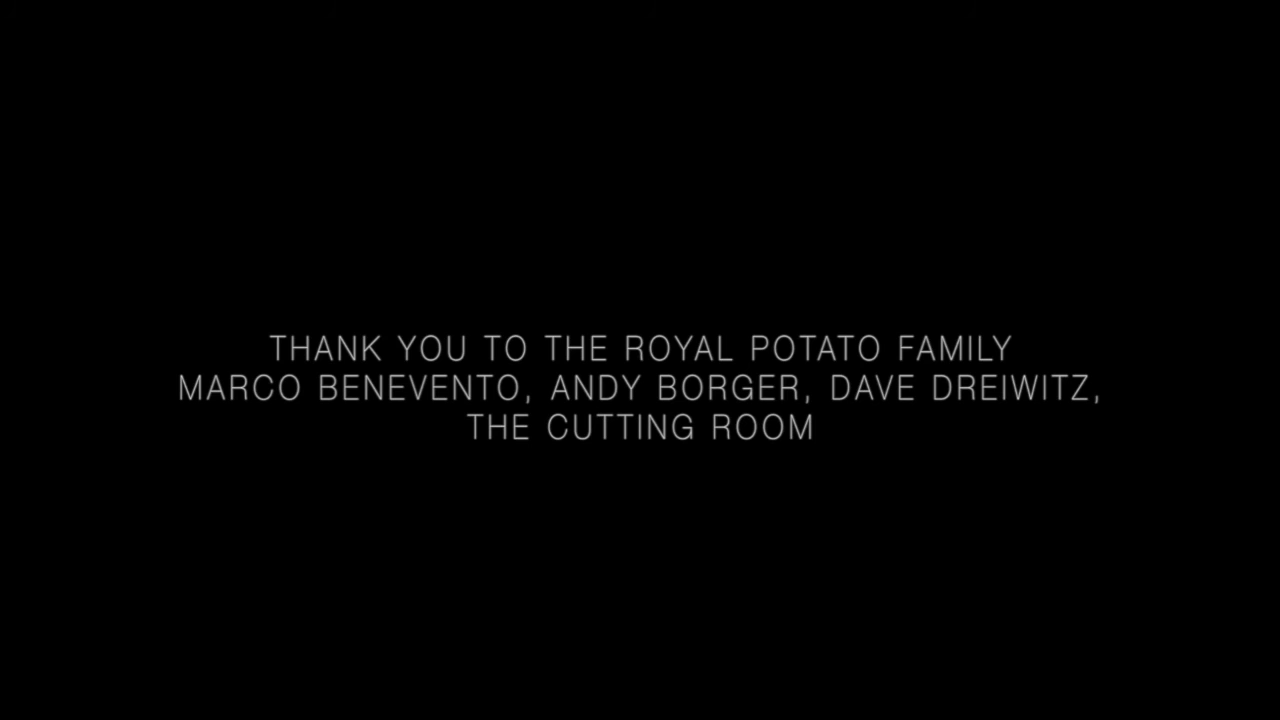 THANK YOU TO THE ROYAL POTATO FAMILY
MARCO BENEVENTO, ANDY BORGER, DAVE DREIWITZ,
THE CUTTING ROOM